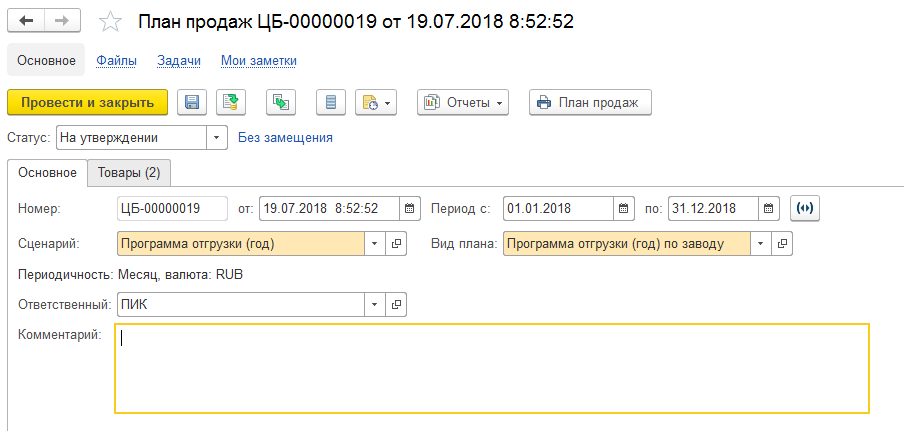 План продаж ЦБ-00000019 от 19.07.2018 8:52:52
Основное Файлы Задачи Мои заметки
Провести и закрыть Отчеты План продаж
Статус: На утверждении Без замещения
Основное Товары (2)
Номер: ЦБ-00000019 от: 19.07.2018 8:52:52 Период с: 01.01.2018 по: 31.12.2018
Сценарий: Программа отгрузки (год) Вид плана: Программа отгрузки (год) по заводу
Периодичность: Месяц, валюта: RUB
Ответственный: ПИК
Комментарий: